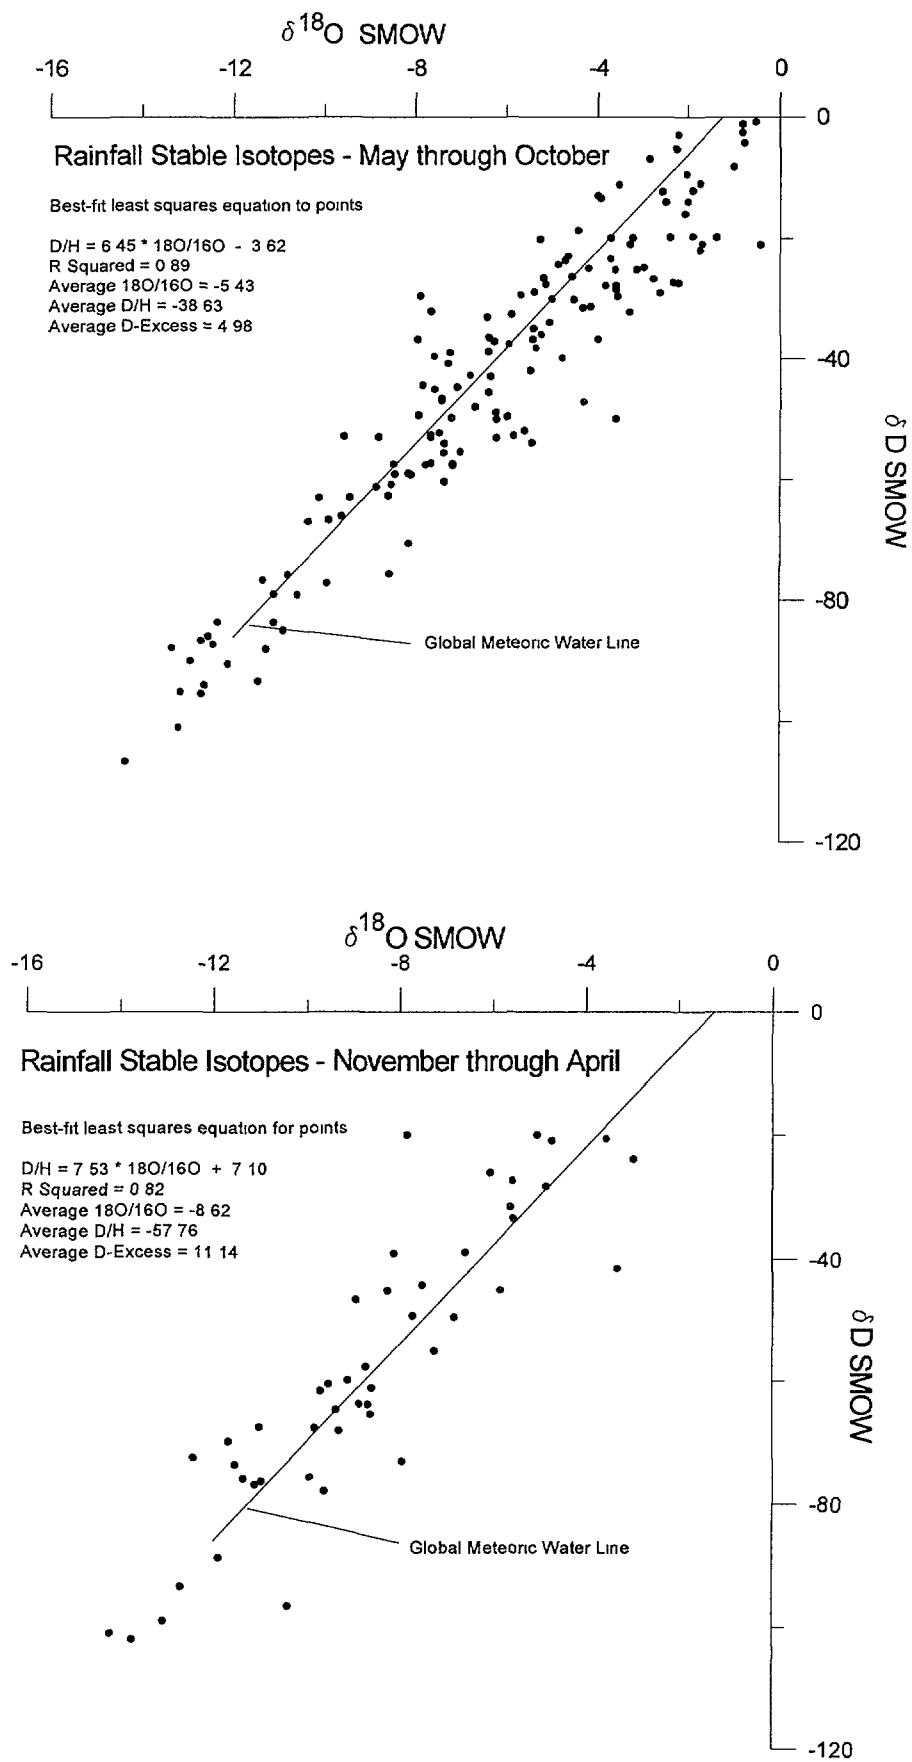 δ 18O SMOW
-16 -12 -8 -4 0
0
Rainfall Stable Isotopes - May through October
Best-fit least squares equation to points
D/H = 6 45 * 18O/16O - 3 62
R Squared = 0 89
Average 18O/16O = -5 43
Average D/H = -38 63
Average D-Excess = 4 98
-40
δ D SMOW
-80
Global Meteoric Water Line
-120
δ 18O SMOW
-16 -12 -8 -4 0
0
Rainfall Stable Isotopes - November through April
Best-fit least squares equation for points
D/H = 7 53 * 18O/16O + 7 10
R Squared = 0 82
Average 18O/16O = -8 62
Average D/H = -57 76
Average D-Excess = 11 14
-40
δ D SMOW
-80
Global Meteoric Water Line
-120